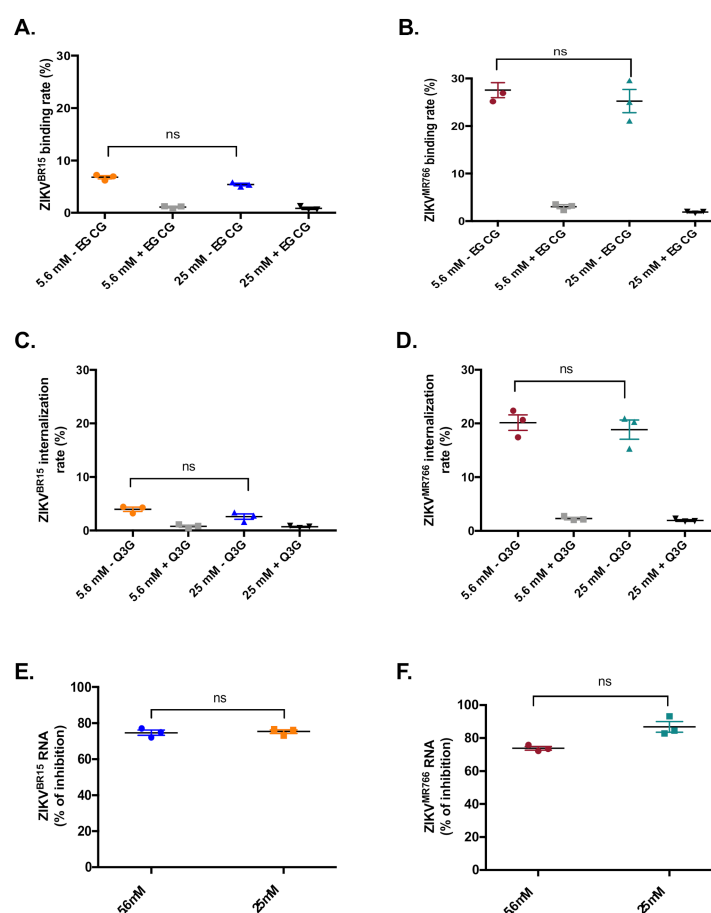 A.
ZIKV^BR15 binding rate (%)
30
20
10
0
ns
5.6 mM - EGCG
5.6 mM + EGCG
25 mM - EGCG
25 mM + EGCG
B.
ZIKV^MR766 binding rate (%)
30
20
10
0
ns
5.6 mM - EGCG
5.6 mM + EGCG
25 mM - EGCG
25 mM + EGCG
C.
ZIKV^BR15 internalization
rate (%)
30
20
10
0
ns
5.6 mM - Q3G
5.6 mM + Q3G
25 mM - Q3G
25 mM + Q3G
D.
ZIKV^MR766 internalization
rate (%)
30
20
10
0
ns
5.6 mM - Q3G
5.6 mM + Q3G
25 mM - Q3G
25 mM + Q3G
E.
ZIKV^BR15 RNA
(% of inhibition)
100
80
60
40
20
0
ns
5.6mM
25mM
F.
ZIKV^MR766 RNA
(% of inhibition)
100
80
60
40
20
0
ns
5.6mM
25mM